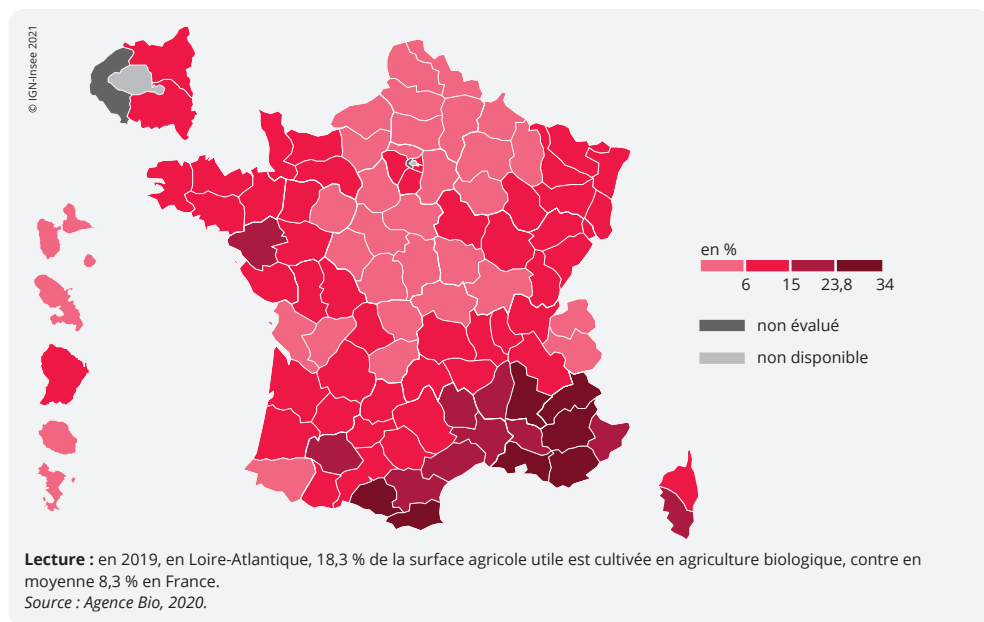 © IGN-Insee 2021
en %
6 15 23,8 34
non évalué
non disponible
Lecture : en 2019, en Loire-Atlantique, 18,3 % de la surface agricole utile est cultivée en agriculture biologique, contre en
moyenne 8,3 % en France.
Source : Agence Bio, 2020.